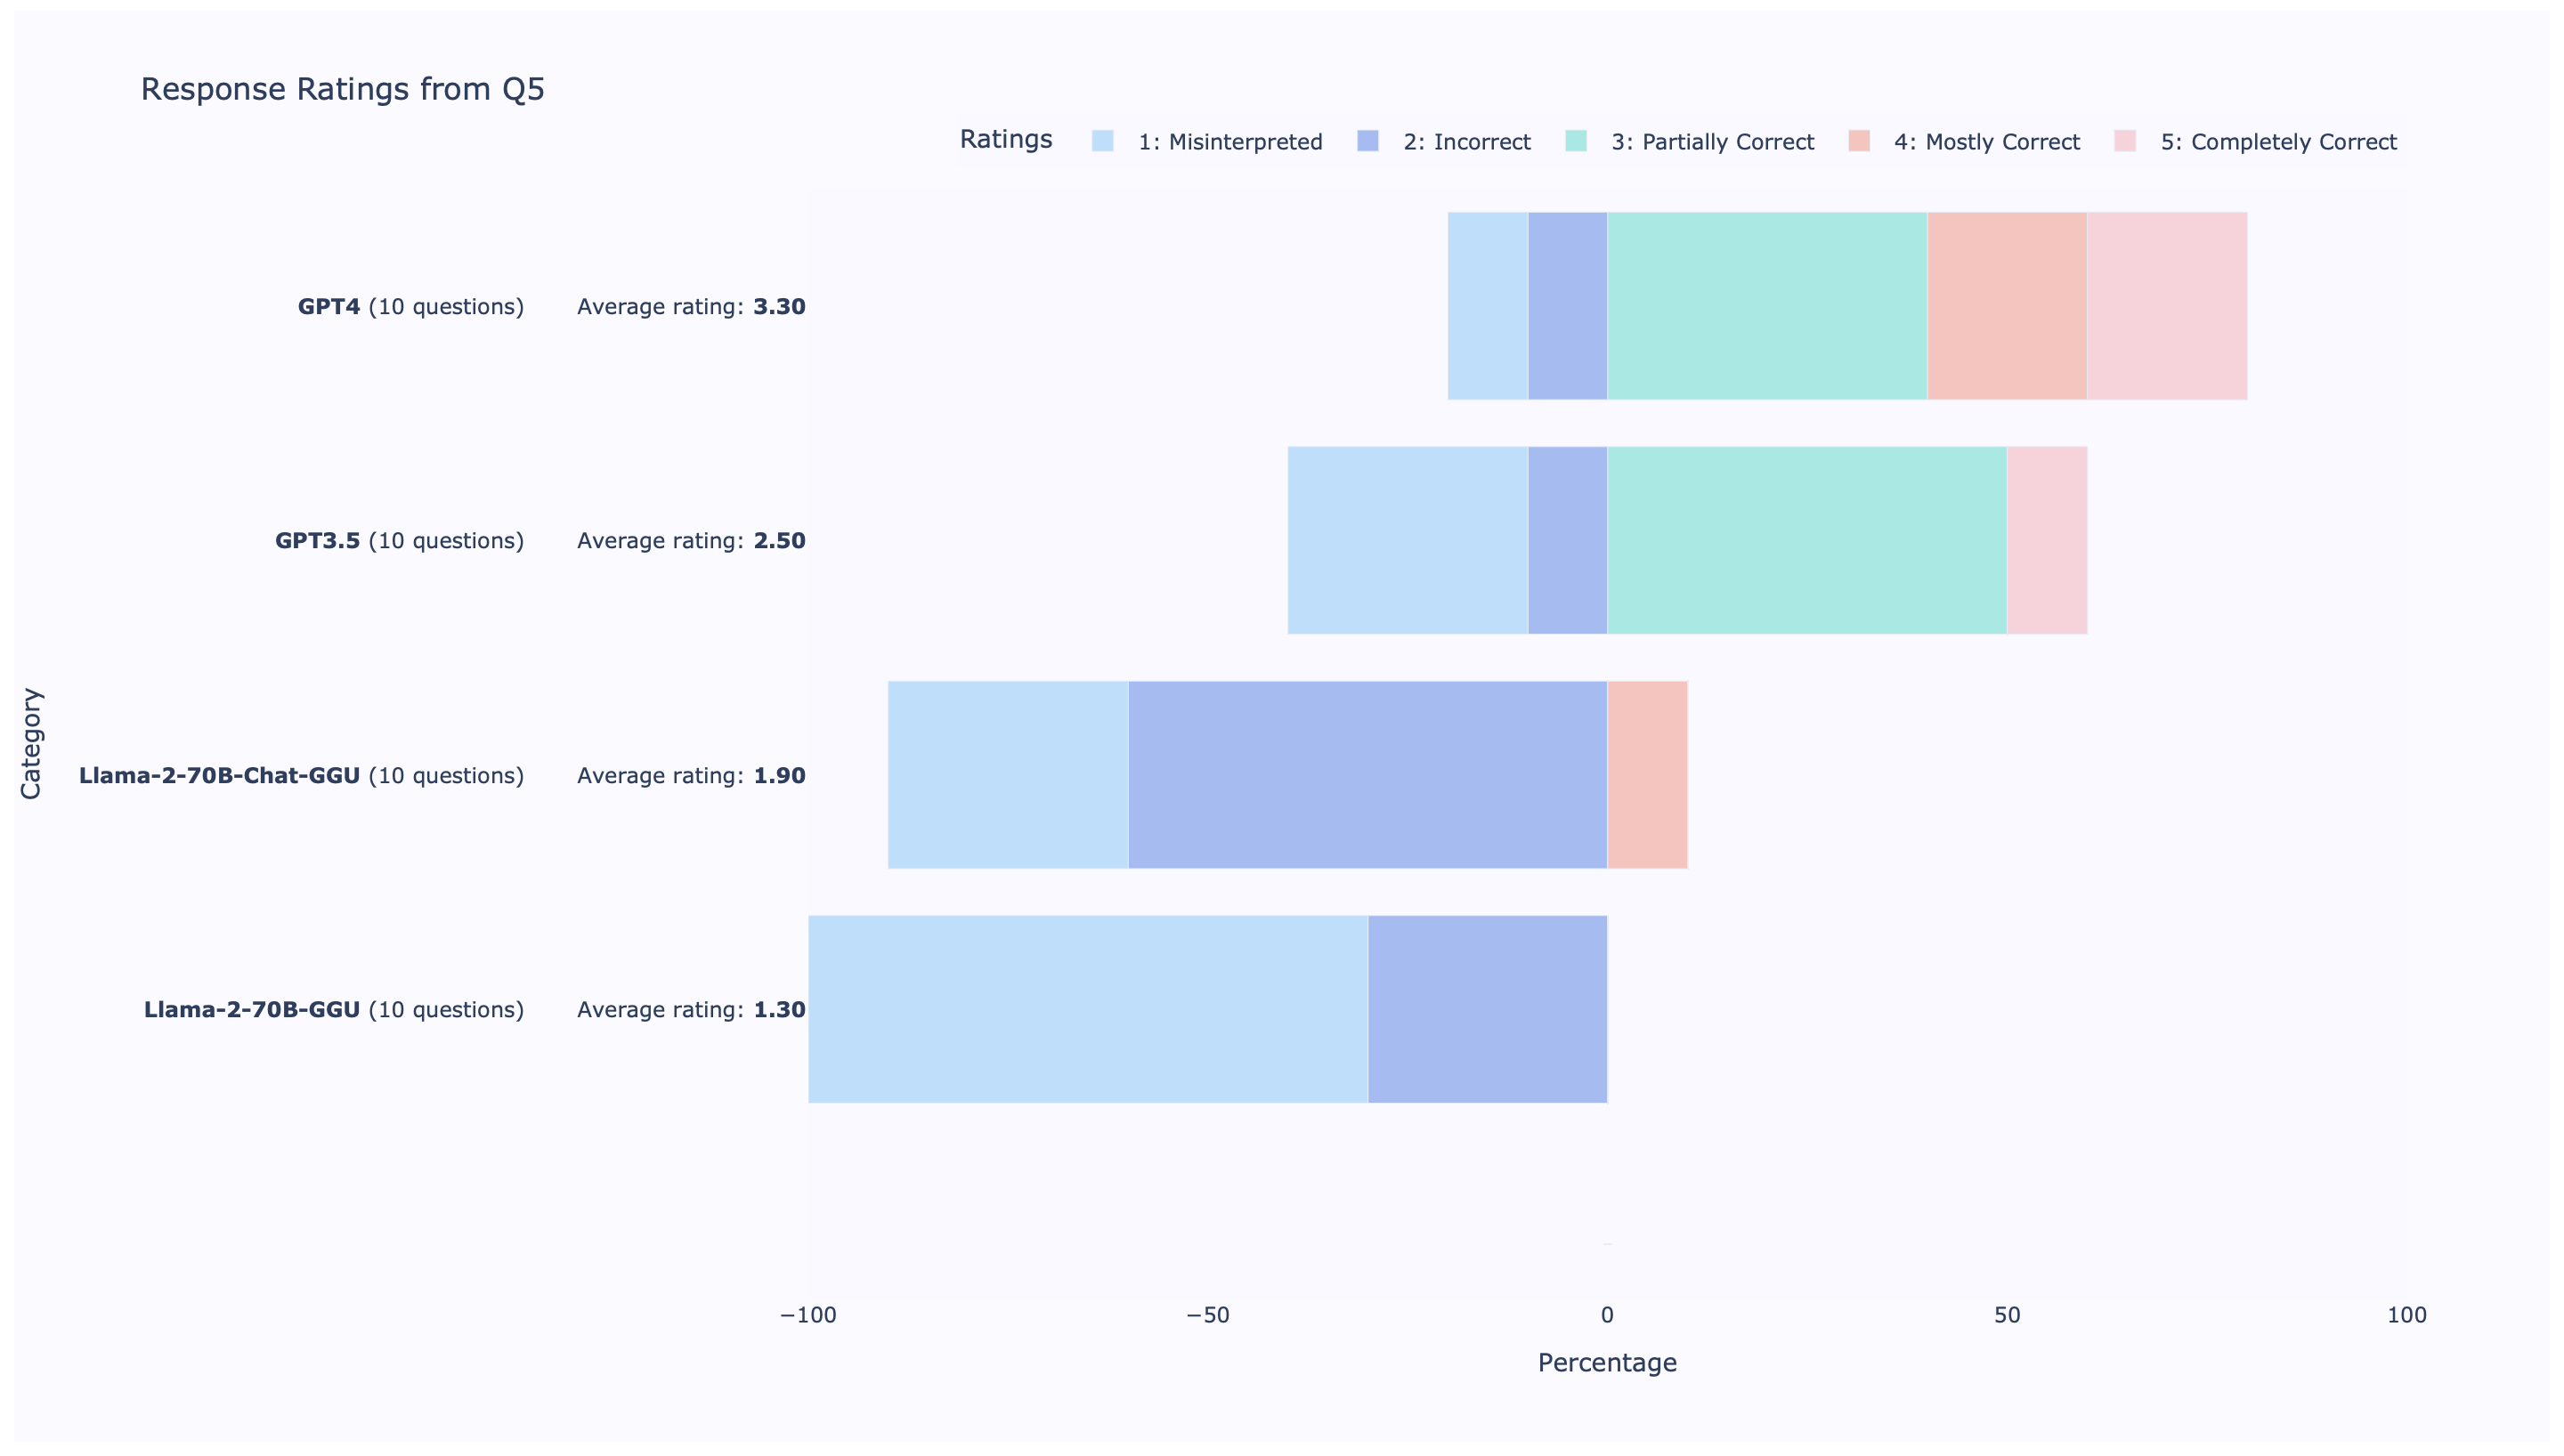 Response Ratings from Q5
Ratings 1: Misinterpreted 2: Incorrect 3: Partially Correct 4: Mostly Correct 5: Completely Correct
GPT4 (10 questions) Average rating: 3.30
GPT3.5 (10 questions) Average rating: 2.50
Category
Llama-2-70B-Chat-GGU (10 questions) Average rating: 1.90
Llama-2-70B-GGU (10 questions) Average rating: 1.30
−100 −50 0 50 100
Percentage